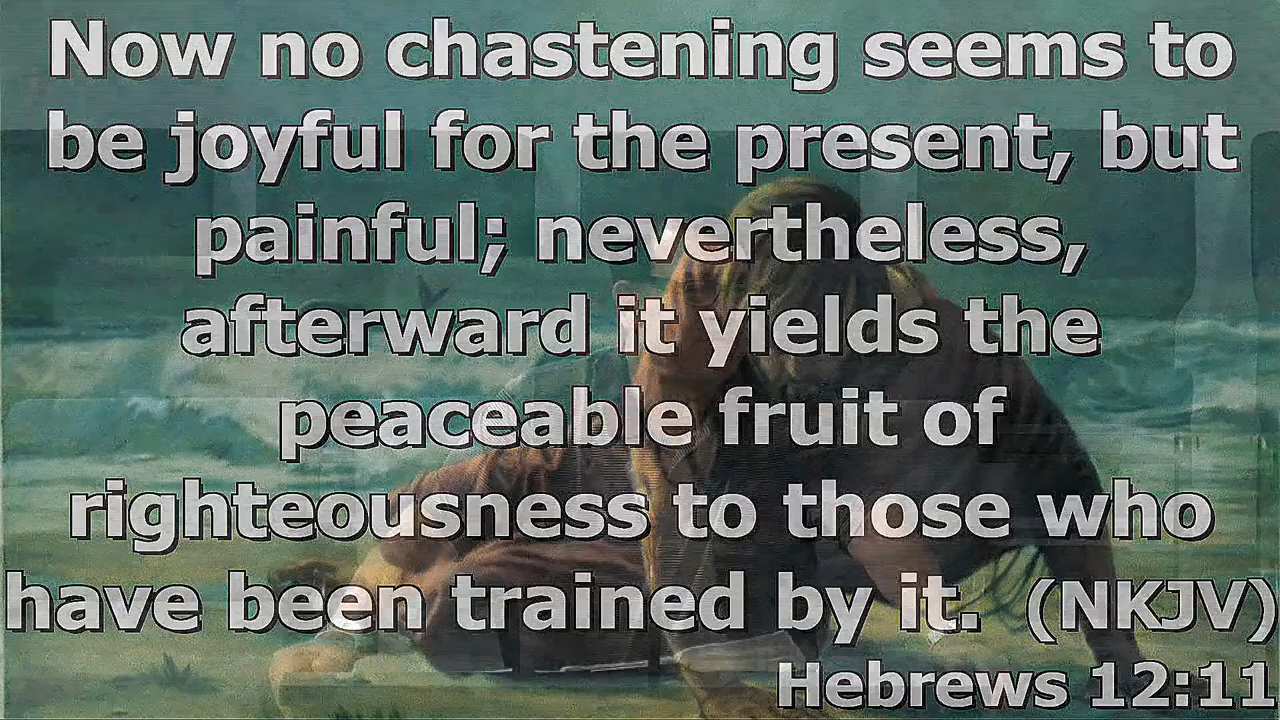 Now no chastening seems to
be joyful for the present, but
painful; nevertheless,
afterward it yields the
peaceable fruit of
righteousness to those who
have been trained by it. (NKJV)
Hebrews 12:11